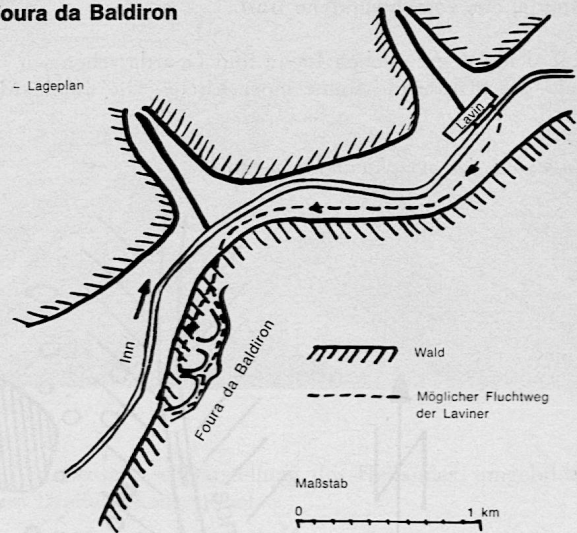 Foura da Baldiron
– Lageplan
Lavin
Inn
Foura da Baldiron
Wald
Möglicher Fluchtweg
der Laviner
Maßstab
0 1 km